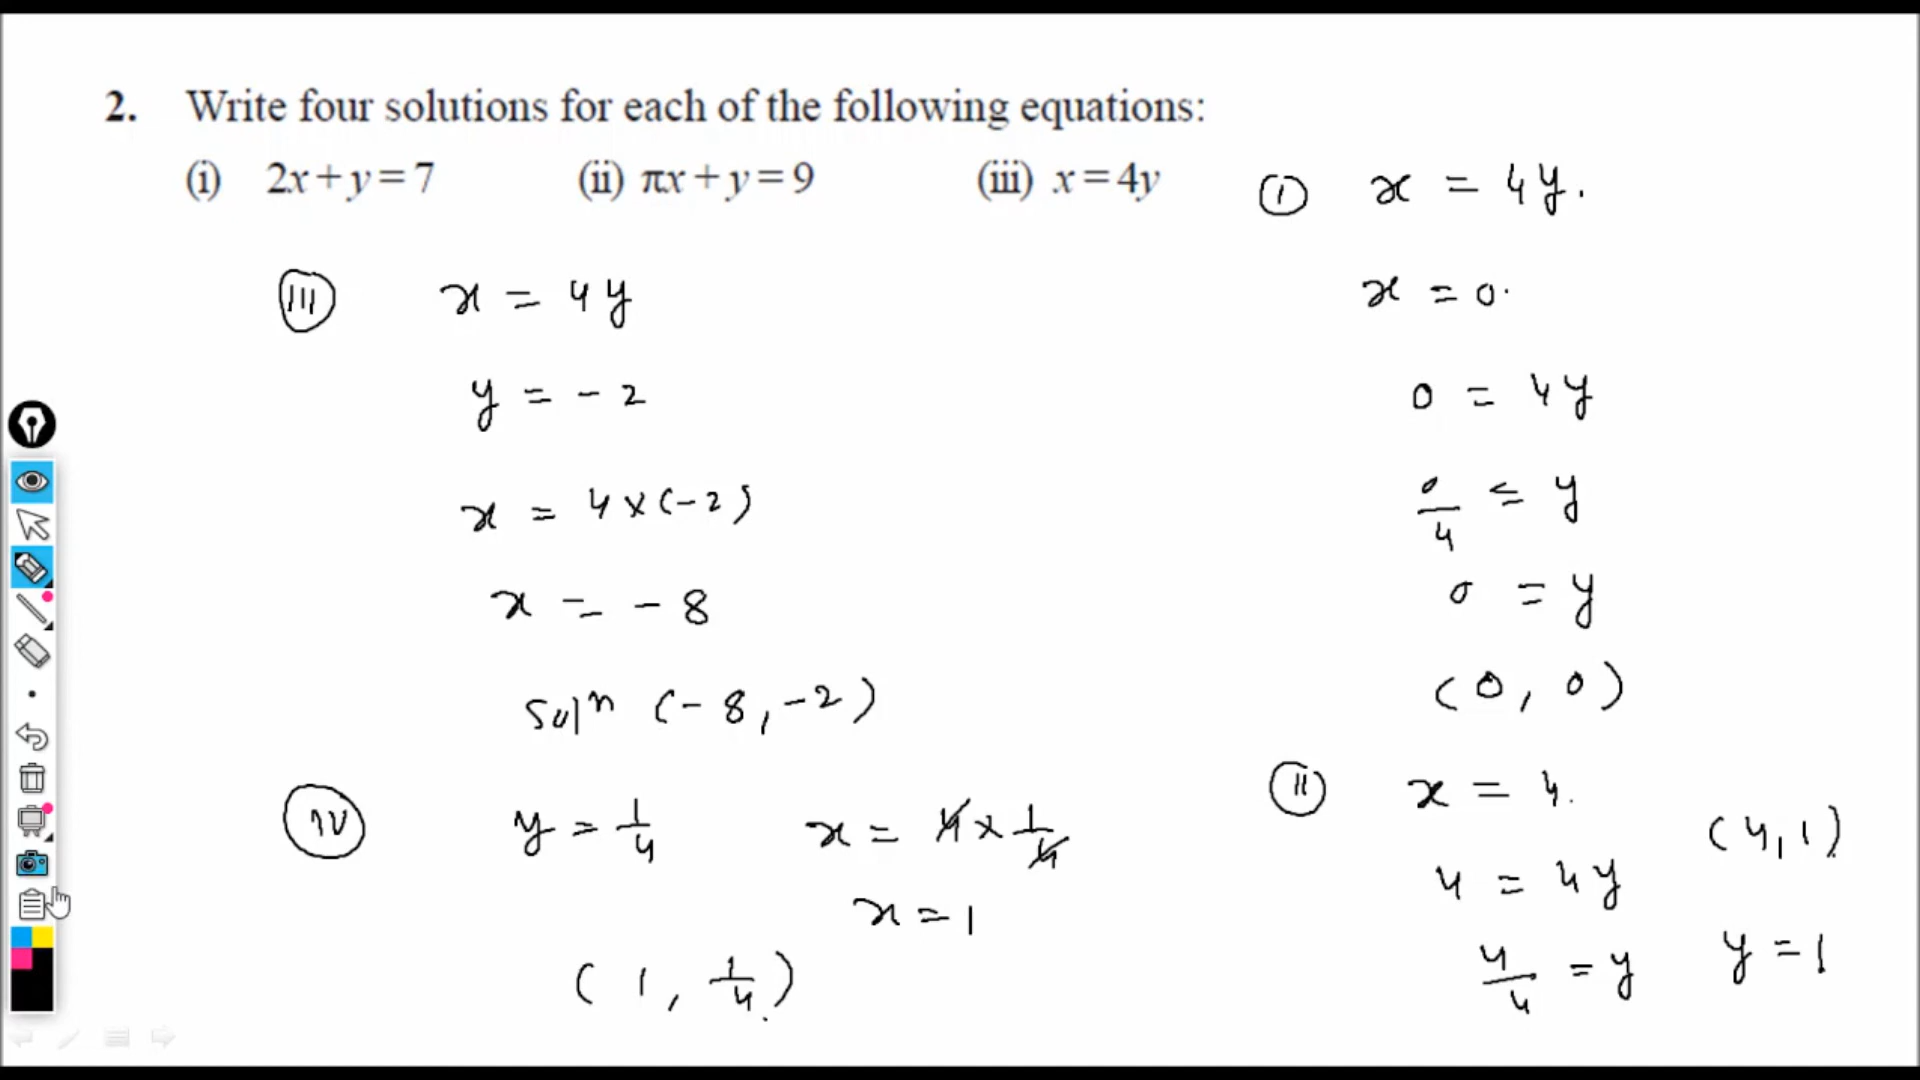 2. Write four solutions for each of the following equations:
(i) 2x + y = 7 (ii) πx + y = 9 (iii) x = 4y
(I) x = 4y.
x = 0.
0 = 4y
0/4 = y
0 = y
(0, 0)
(II) x = 4.
4 = 4y
4/4 = y
y = 1
(4, 1)
(III) x = 4y
y = -2
x = 4 × (-2)
x = - 8
Soln (-8, -2)
(IV) y = 1/4
x = 4 × 1/4
x = 1
(1, 1/4)